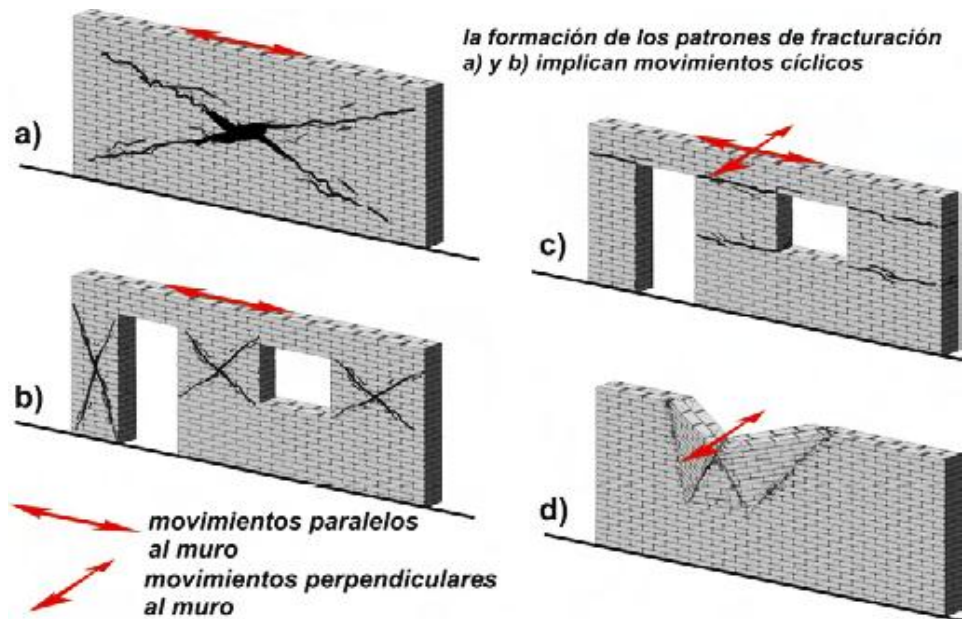 la formación de los patrones de fracturación
a) y b) implican movimientos cíclicos
a)
c)
b)
d)
movimientos paralelos
al muro
movimientos perpendiculares
al muro